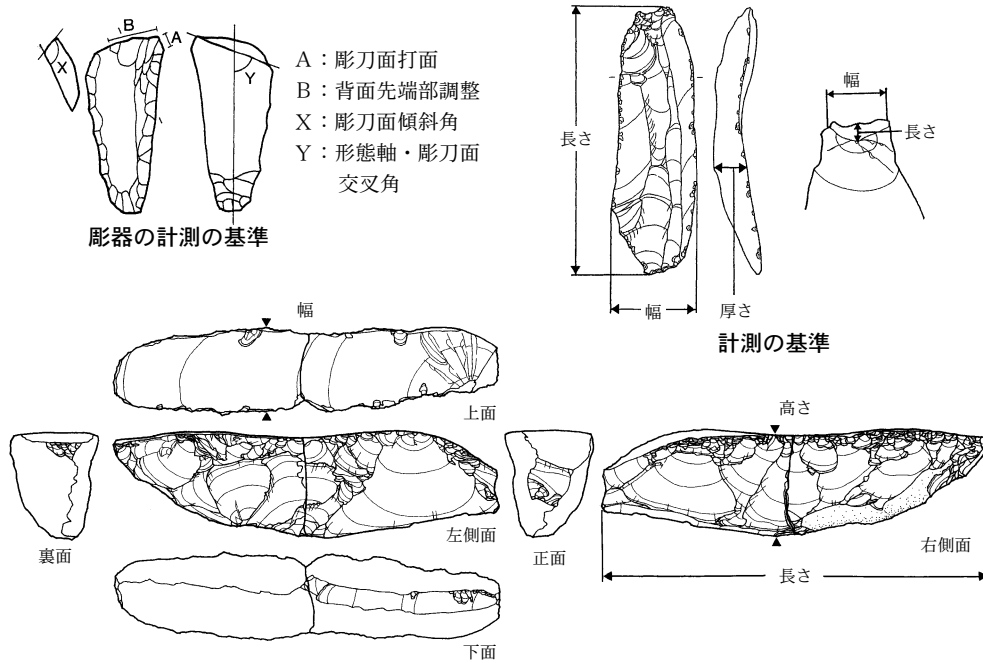 B
A
X
Y
A：彫刀面打面
B：背面先端部調整
X：彫刀面傾斜角
Y：形態軸・彫刀面
交叉角
彫器の計測の基準
長さ
幅
厚さ
幅
長さ
計測の基準
幅
上面
裏面
左側面
正面
高さ
右側面
長さ
下面